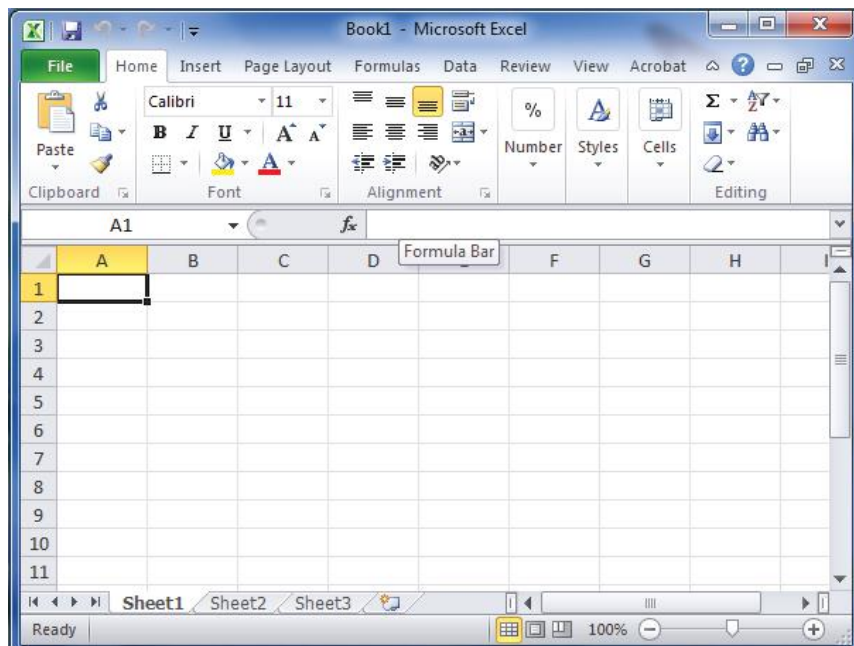 Book1 - Microsoft Excel
File Home Insert Page Layout Formulas Data Review View Acrobat
Calibri 11
Paste
B I U A A
% Number
Styles
Cells
Clipboard Font Alignment Editing
A1 fx
Formula Bar
A B C D F G H I
1
2
3
4
5
6
7
8
9
10
11
Sheet1 Sheet2 Sheet3
Ready 100%